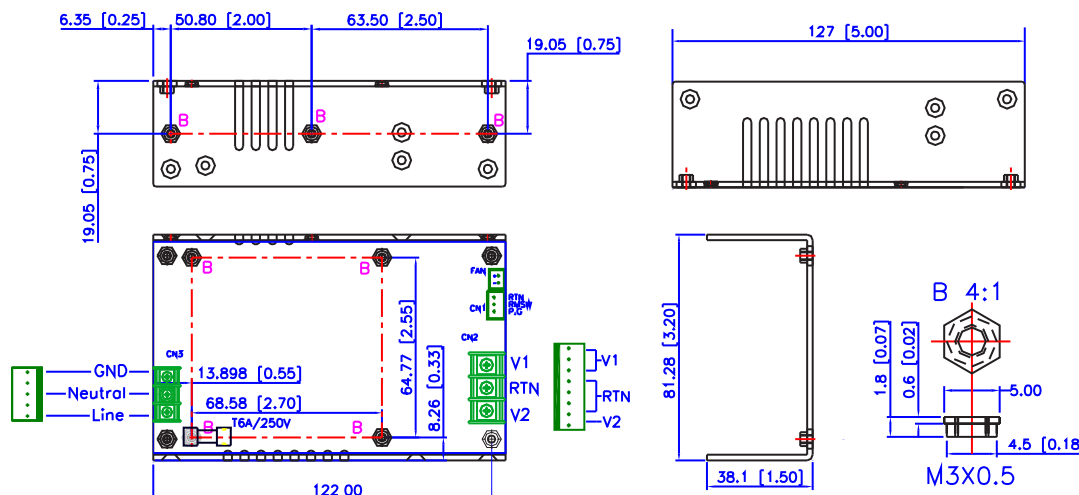 6.35 [0.25]
50.80 [2.00]
63.50 [2.50]
19.05 [0.75]
127 [5.00]
B
B
B
19.05 [0.75]
B
B
FAN
RTN
RMSW
P.G
CN1
CN2
CN3
GND
Neutral
Line
13.898 [0.55]
68.58 [2.70]
64.77 [2.55]
8.26 [0.33]
V1
RTN
V2
V1
RTN
V2
B
T6A/250V
B
122.00
81.28 [3.20]
38.1 [1.50]
B 4:1
1.8 [0.07]
0.6 [0.02]
5.00
4.5 [0.18
M3X0.5